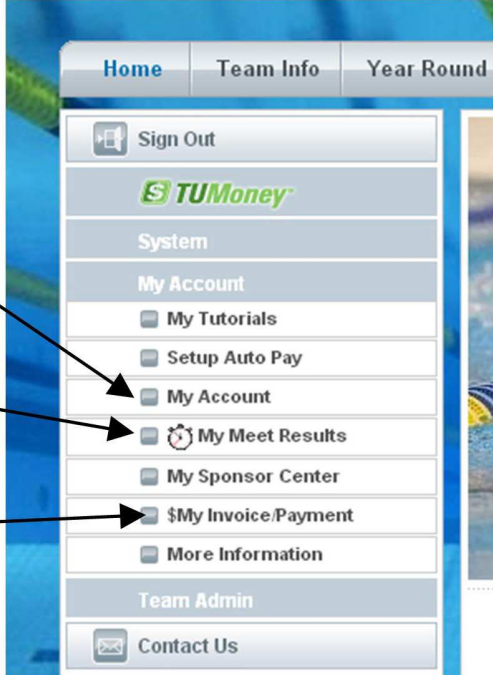 Home Team Info Year Round
Sign Out
S TUMoney
System
My Account
My Tutorials
Setup Auto Pay
My Account
My Meet Results
My Sponsor Center
$My Invoice/Payment
More Information
Team Admin
Contact Us